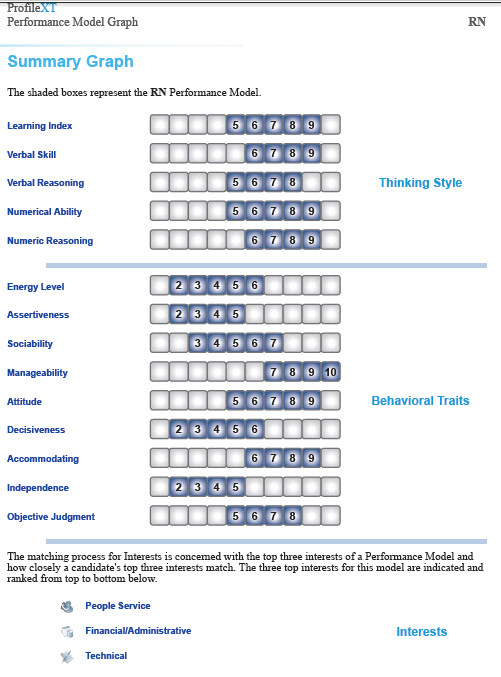 ProfileXT
Performance Model Graph RN
Summary Graph
The shaded boxes represent the RN Performance Model.
Learning Index 5 6 7 8 9
Verbal Skill 6 7 8 9
Verbal Reasoning 5 6 7 8 Thinking Style
Numerical Ability 5 6 7 8 9
Numeric Reasoning 6 7 8 9
Energy Level 2 3 4 5 6
Assertiveness 2 3 4 5
Sociability 3 4 5 6 7
Manageability 7 8 9 10
Attitude 5 6 7 8 9 Behavioral Traits
Decisiveness 2 3 4 5 6
Accommodating 6 7 8 9
Independence 2 3 4 5
Objective Judgment 5 6 7 8
The matching process for Interests is concerned with the top three interests of a Performance Model and
how closely a candidate's top three interests match. The three top interests for this model are indicated and
ranked from top to bottom below.
People Service
Financial/Administrative Interests
Technical